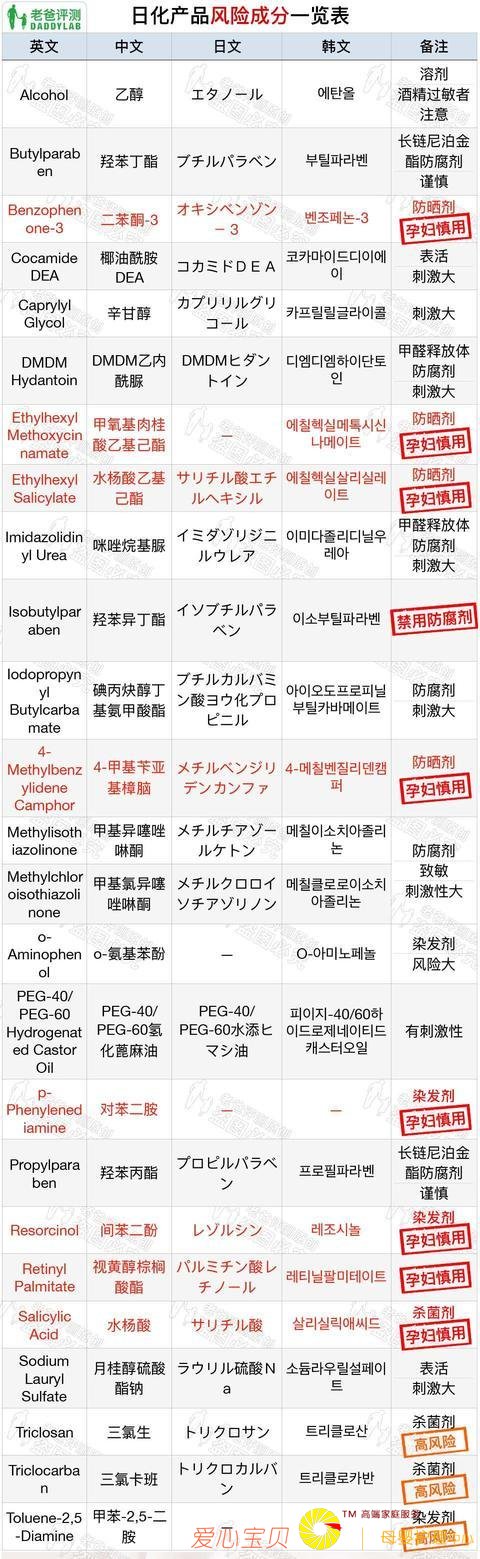 老爸评测
DADDYLAB
日化产品风险成分一览表
英文 中文 日文 韩文 备注
Alcohol 乙醇 エタノール 에탄올 溶剂
酒精过敏者
注意
Butylparab
en 羟苯丁酯 ブチルパラベン 부틸파라벤 长链尼泊金
酯防腐剂
谨慎
Benzophen
one-3 二苯酮-3 オキシベンゾン
－3 벤조페논-3 防晒剂
孕妇慎用
Cocamide
DEA 椰油酰胺
DEA コカミドＤＥＡ 코카마이드디이에
이 表活
刺激大
Caprylyl
Glycol 辛甘醇 カプリリルグリ
コール 카프릴릴글라이콜 刺激大
DMDM
Hydantoin DMDM乙内
酰脲 DMDMヒダン
トイン 디엠디엠하이단토
인 甲醛释放体
防腐剂
刺激大
Ethylhexyl
Methoxycin
namate 甲氧基肉桂
酸乙基己酯 — 에칠헥실메톡시신
나메이트 防晒剂
孕妇慎用
Ethylhexyl
Salicylate 水杨酸乙基
己酯 サリチル酸エチ
ルヘキシル 에칠헥실살리실레
이트 防晒剂
孕妇慎用
Imidazolidin
yl Urea 咪唑烷基脲 イミダゾリジニ
ルウレア 이미다졸리디닐우
레아 甲醛释放体
防腐剂
刺激大
Isobutylpar
aben 羟苯异丁酯 イソブチルパラ
ベン 이소부틸파라벤 禁用防腐剂
Iodopropyn
yl
Butylcarba
mate 碘丙炔醇丁
基氨甲酸酯 ブチルカルバミ
ン酸ヨウ化プロ
ピニル 아이오도프로피닐
부틸카바메이트 防腐剂
刺激大
4-
Methylbenz
ylidene
Camphor 4-甲基苄亚
基樟脑 メチルベンジリ
デンカンファ 4-메칠벤질리덴캠
퍼 防晒剂
孕妇慎用
Methylisoth
iazolinone 甲基异噻唑
啉酮 メチルチアゾー
ルケトン 메칠이소치아졸리
논 防腐剂
致敏
刺激性大
Methylchlor
oisothiazoli
none 甲基氯异噻
唑啉酮 メチルクロロイ
ソチアゾリノン 메칠클로로이소치
아졸리논
o-
Aminophen
ol o-氨基苯酚 — O-아미노페놀 染发剂
风险大
PEG-40/
PEG-60
Hydrogenat
ed Castor
Oil PEG-40/
PEG-60氢
化蓖麻油 PEG-40/
PEG-60水添ヒ
マシ油 피이지-40/60하
이드로제네이티드
캐스터오일 有刺激性
p-
Phenylened
iamine 对苯二胺 — — 染发剂
孕妇慎用
Propylpara
ben 羟苯丙酯 プロピルパラベ
ン 프로필파라벤 长链尼泊金
酯防腐剂
谨慎
Resorcinol 间苯二酚 レゾルシン 레조시놀 染发剂
孕妇慎用
Retinyl
Palmitate 视黄醇棕榈
酸酯 パルミチン酸レ
チノール 레티닐팔미테이트 孕妇慎用
Salicylic
Acid 水杨酸 サリチル酸 살리실릭애씨드 杀菌剂
孕妇慎用
Sodium
Lauryl
Sulfate 月桂醇硫酸
酯钠 ラウリル硫酸Ｎ
ａ 소듐라우릴설페이
트 表活
刺激大
Triclosan 三氯生 トリクロサン 트리클로산 杀菌剂
高风险
Triclocarba
n 三氯卡班 トリクロカルバ
ン 트리클로카반 杀菌剂
高风险
Toluene-2,5
-Diamine 甲苯-2,5-二
胺 染发剂
高风险
爱心宝贝
TM 高端家庭服务